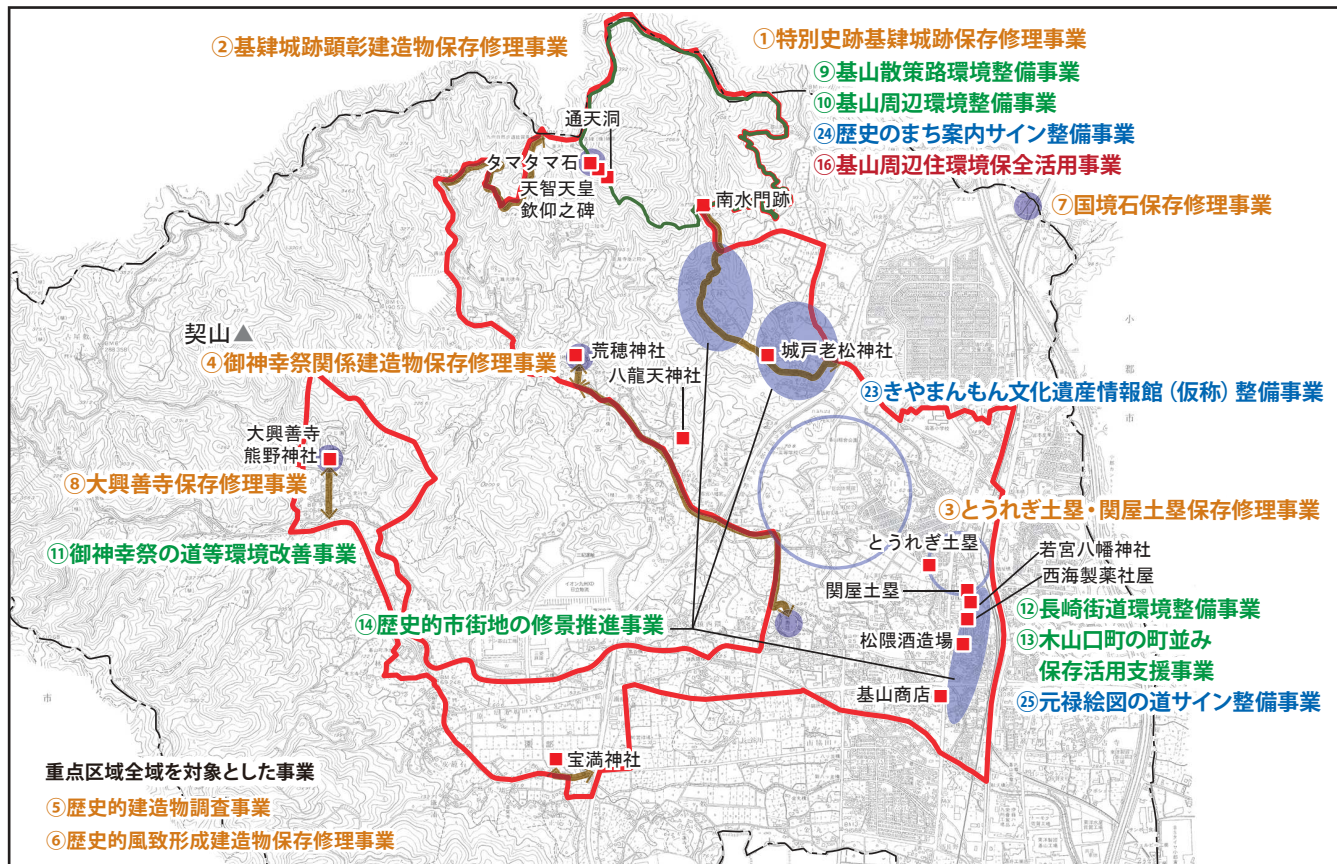 ②基肄城跡顕彰建造物保存修理事業
①特別史跡基肄城跡保存修理事業
⑨基山散策路環境整備事業
⑩基山周辺環境整備事業
㉔歴史のまち案内サイン整備事業
⑯基山周辺住環境保全活用事業
通天洞
タマタマ石
天智天皇
欽仰之碑
南水門跡
⑦国境石保存修理事業
契山
④御神幸祭関係建造物保存修理事業
荒穂神社
八龍天神社
城戸老松神社
小
郡
市
㉓きやまんもん文化遺産情報館（仮称）整備事業
大興善寺
熊野神社
⑧大興善寺保存修理事業
③とうれぎ土塁・関屋土塁保存修理事業
とうれぎ土塁
若宮八幡神社
西海製薬社屋
関屋土塁
⑪御神幸祭の道等環境改善事業
⑫長崎街道環境整備事業
⑭歴史的市街地の修景推進事業
松隈酒造場
⑬木山口町の町並み
保存活用支援事業
基山商店
㉕元禄絵図の道サイン整備事業
市
宝満神社
重点区域全域を対象とした事業
⑤歴史的建造物調査事業
⑥歴史的風致形成建造物保存修理事業